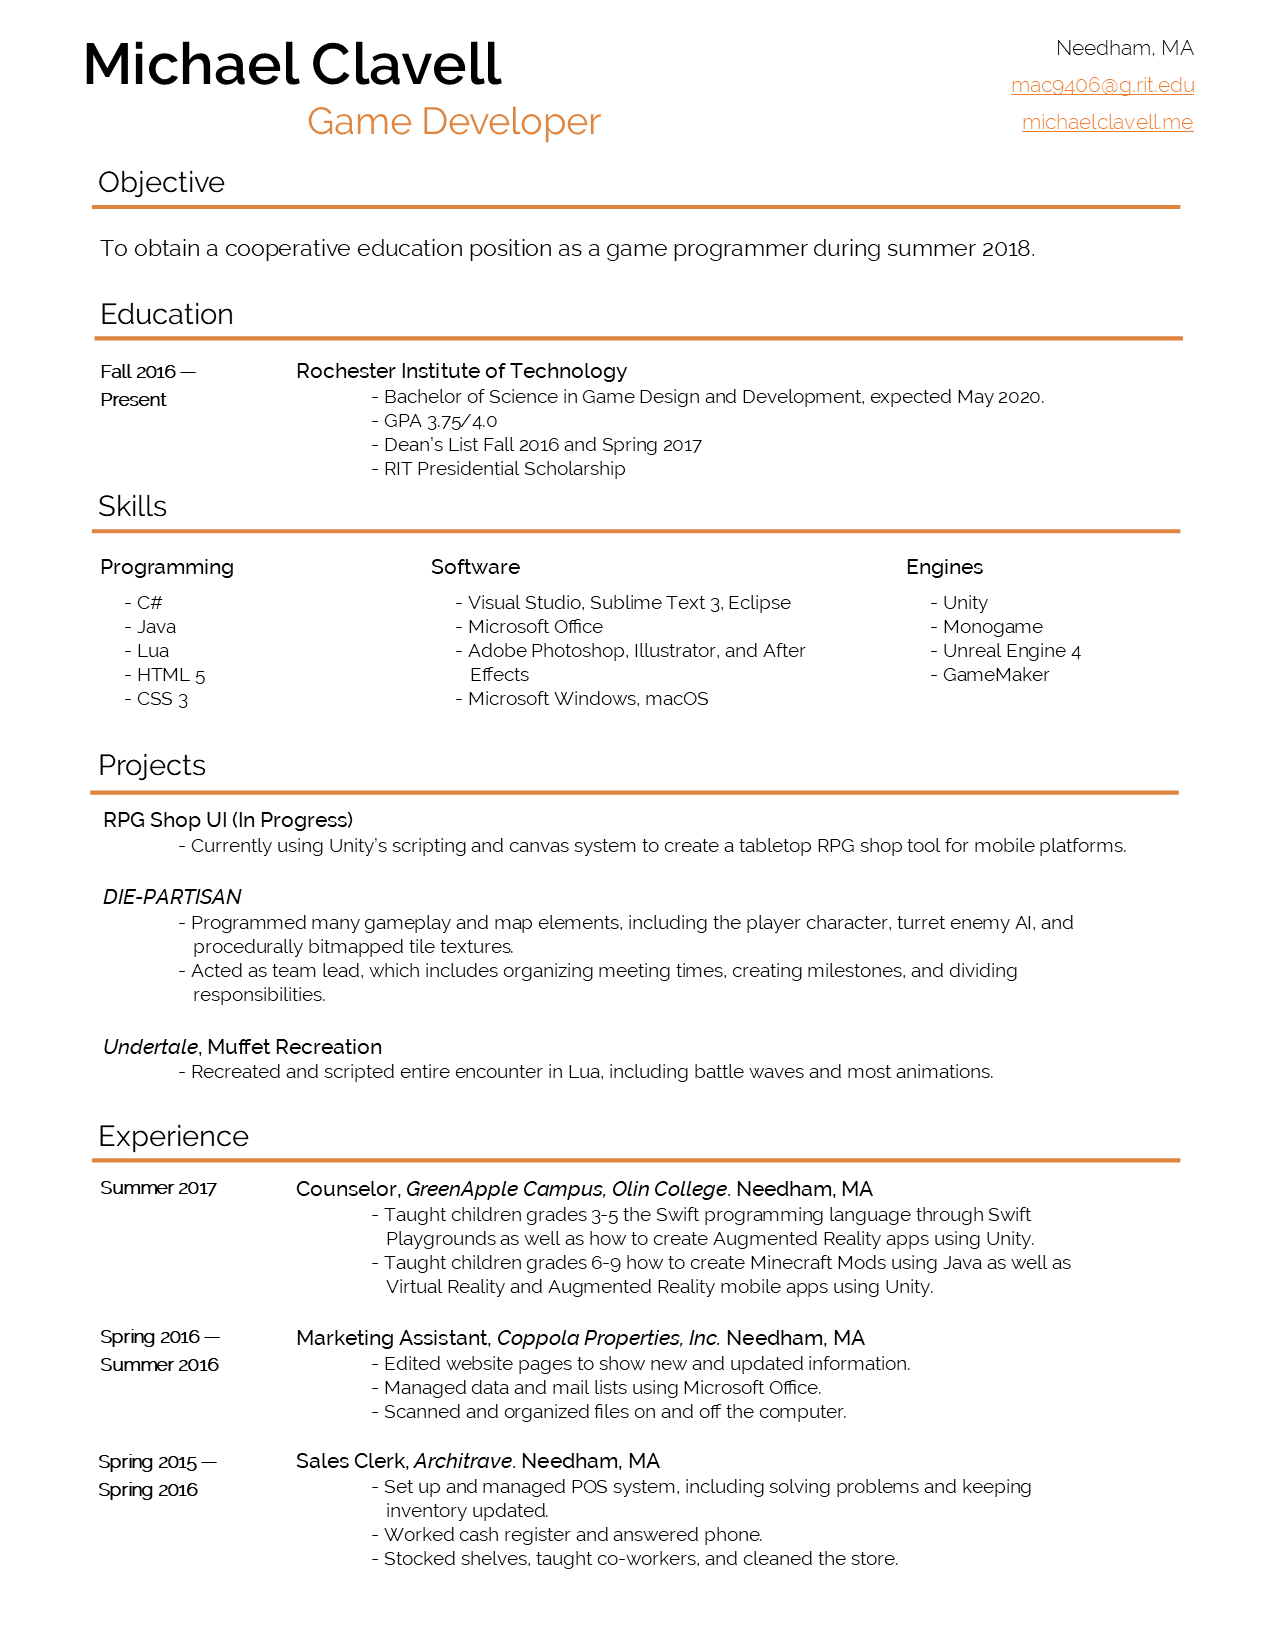 Michael Clavell
Game Developer
Needham, MA
mac9406@g.rit.edu
michaelclavell.me
Objective
To obtain a cooperative education position as a game programmer during summer 2018.
Education
Fall 2016 —
Present
Rochester Institute of Technology
- Bachelor of Science in Game Design and Development, expected May 2020.
- GPA 3.75/4.0
- Dean's List Fall 2016 and Spring 2017
- RIT Presidential Scholarship
Skills
Programming
- C#
- Java
- Lua
- HTML 5
- CSS 3
Software
- Visual Studio, Sublime Text 3, Eclipse
- Microsoft Office
- Adobe Photoshop, Illustrator, and After
Effects
- Microsoft Windows, macOS
Engines
- Unity
- Monogame
- Unreal Engine 4
- GameMaker
Projects
RPG Shop UI (In Progress)
- Currently using Unity's scripting and canvas system to create a tabletop RPG shop tool for mobile platforms.
DIE-PARTISAN
- Programmed many gameplay and map elements, including the player character, turret enemy AI, and
procedurally bitmapped tile textures.
- Acted as team lead, which includes organizing meeting times, creating milestones, and dividing
responsibilities.
Undertale, Muffet Recreation
- Recreated and scripted entire encounter in Lua, including battle waves and most animations.
Experience
Summer 2017
Counselor, GreenApple Campus, Olin College. Needham, MA
- Taught children grades 3-5 the Swift programming language through Swift
Playgrounds as well as how to create Augmented Reality apps using Unity.
- Taught children grades 6-9 how to create Minecraft Mods using Java as well as
Virtual Reality and Augmented Reality mobile apps using Unity.
Spring 2016 —
Summer 2016
Marketing Assistant, Coppola Properties, Inc. Needham, MA
- Edited website pages to show new and updated information.
- Managed data and mail lists using Microsoft Office.
- Scanned and organized files on and off the computer.
Spring 2015 —
Spring 2016
Sales Clerk, Architrave. Needham, MA
- Set up and managed POS system, including solving problems and keeping
inventory updated.
- Worked cash register and answered phone.
- Stocked shelves, taught co-workers, and cleaned the store.